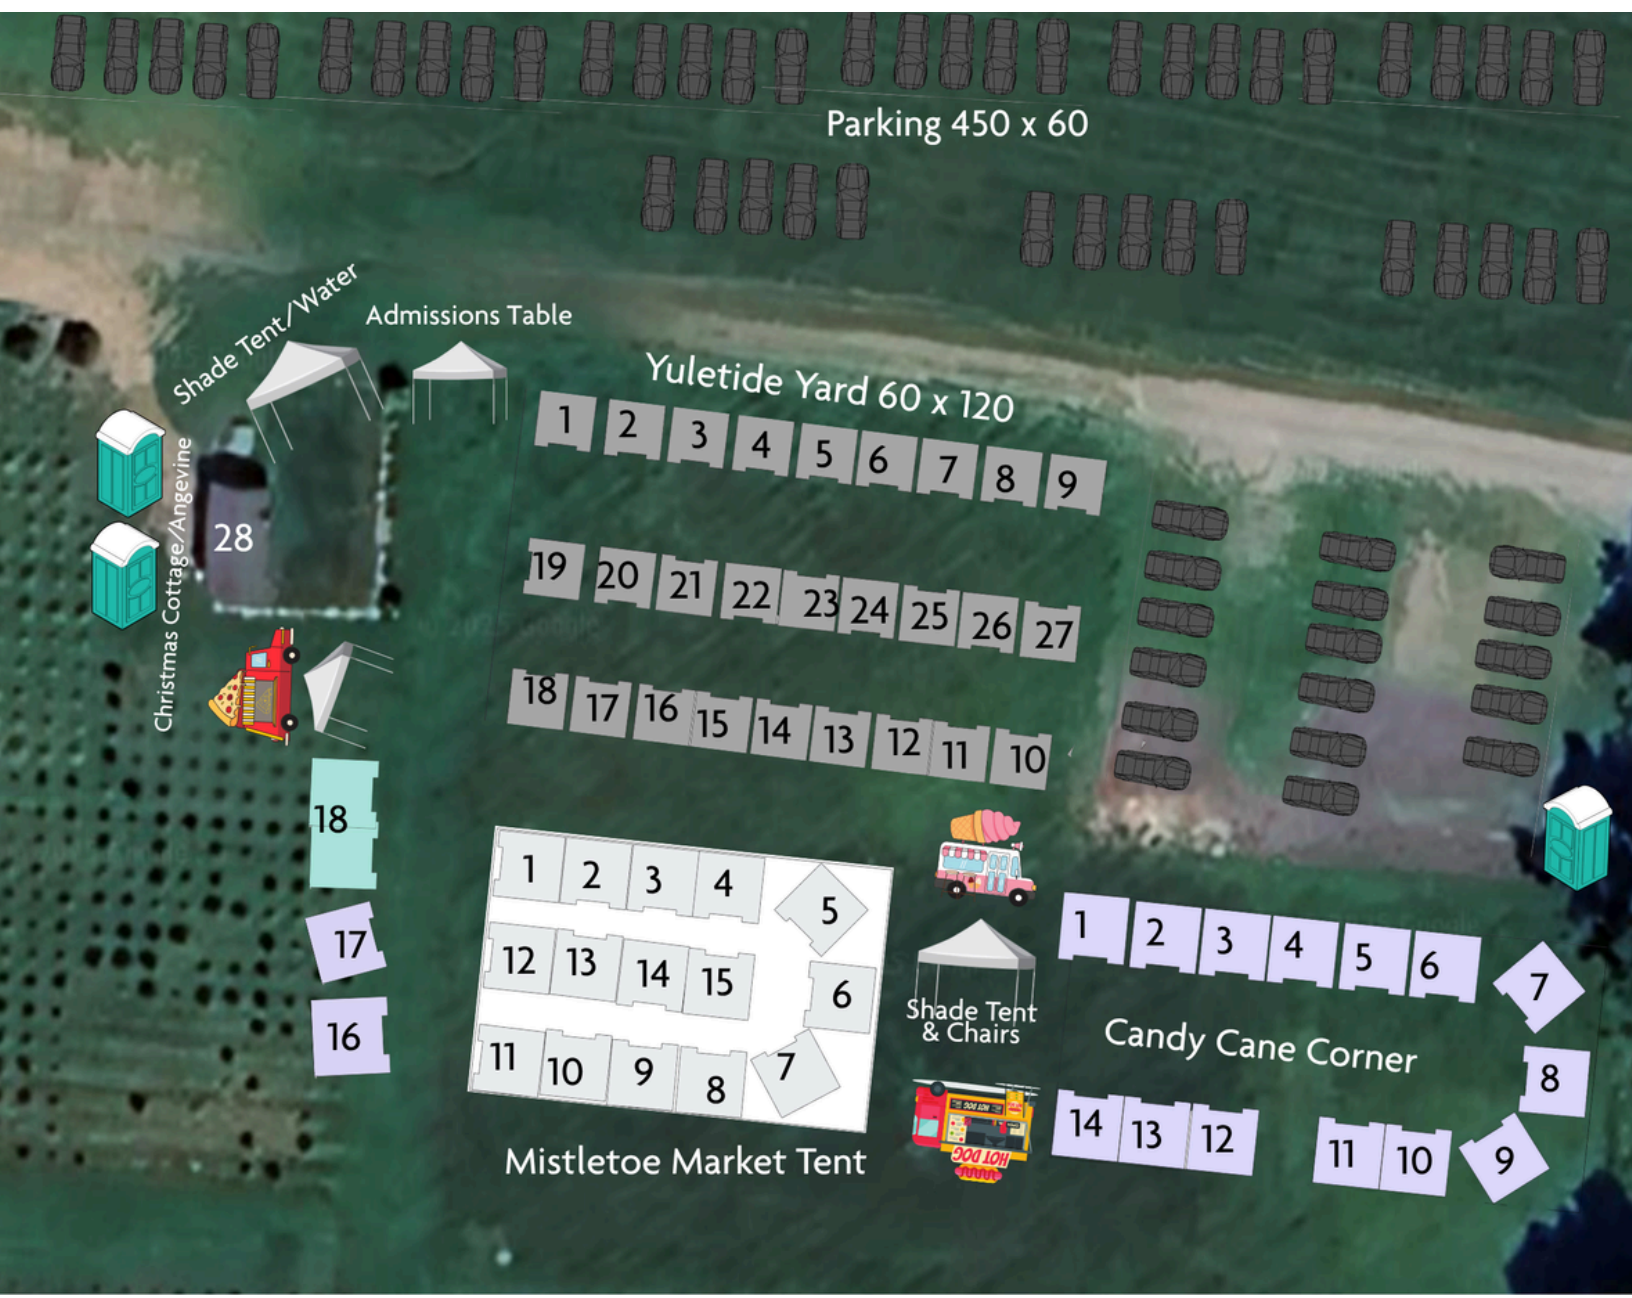 Parking 450 x 60
Shade Tent/Water
Admissions Table
Yuletide Yard 60 x 120
1 2 3 4 5 6 7 8 9
Christmas Cottage/Angevine
28
19 20 21 22 23 24 25 26 27
18 17 16 15 14 13 12 11 10
18
17
16
1 2 3 4 5
12 13 14 15 6
11 10 9 8 7
Mistletoe Market Tent
Shade Tent
& Chairs
HOT DOG
HOT DOG
1 2 3 4 5 6 7
Candy Cane Corner
8
14 13 12 11 10 9